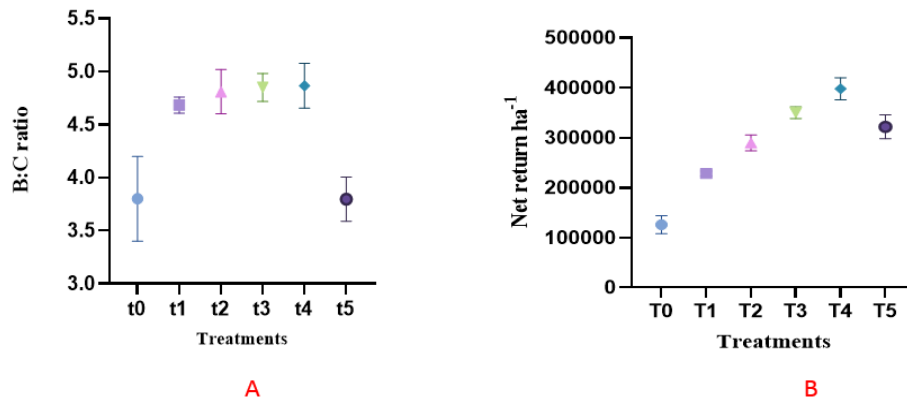 5.5
5.0
4.5
4.0
3.5
3.0
B:C ratio
t0 t1 t2 t3 t4 t5
Treatments
A
500000
400000
300000
200000
100000
0
Net return ha⁻¹
T0 T1 T2 T3 T4 T5
Treatments
B